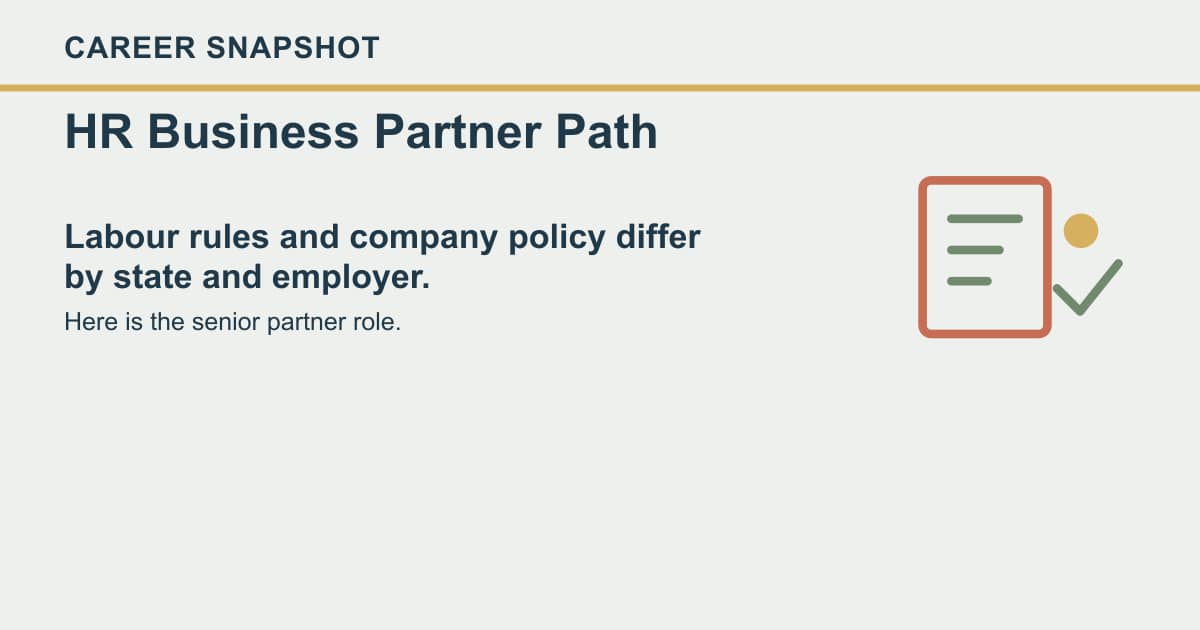 CAREER SNAPSHOT
HR Business Partner Path
Labour rules and company policy differ
by state and employer.
Here is the senior partner role.